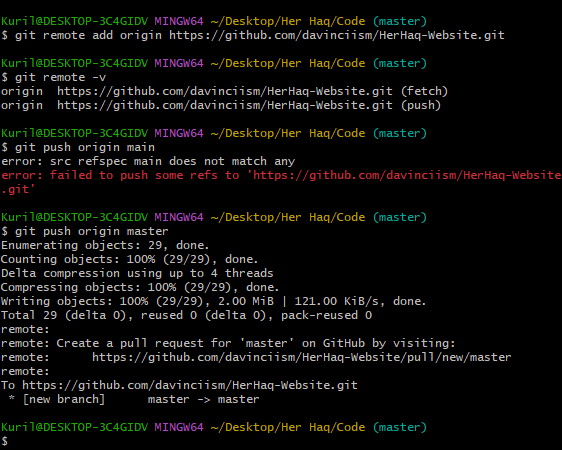 Kuril@DESKTOP-3C4GIDV MINGW64 ~/Desktop/Her Haq/Code (master)
$ git remote add origin https://github.com/davinciism/HerHaq-Website.git
Kuril@DESKTOP-3C4GIDV MINGW64 ~/Desktop/Her Haq/Code (master)
$ git remote -v
origin  https://github.com/davinciism/HerHaq-Website.git (fetch)
origin  https://github.com/davinciism/HerHaq-Website.git (push)
Kuril@DESKTOP-3C4GIDV MINGW64 ~/Desktop/Her Haq/Code (master)
$ git push origin main
error: src refspec main does not match any
error: failed to push some refs to 'https://github.com/davinciism/HerHaq-Website
.git'
Kuril@DESKTOP-3C4GIDV MINGW64 ~/Desktop/Her Haq/Code (master)
$ git push origin master
Enumerating objects: 29, done.
Counting objects: 100% (29/29), done.
Delta compression using up to 4 threads
Compressing objects: 100% (29/29), done.
Writing objects: 100% (29/29), 2.00 MiB | 121.00 KiB/s, done.
Total 29 (delta 0), reused 0 (delta 0), pack-reused 0
remote:
remote: Create a pull request for 'master' on GitHub by visiting:
remote:      https://github.com/davinciism/HerHaq-Website/pull/new/master
remote:
To https://github.com/davinciism/HerHaq-Website.git
 * [new branch]      master -> master
Kuril@DESKTOP-3C4GIDV MINGW64 ~/Desktop/Her Haq/Code (master)
$